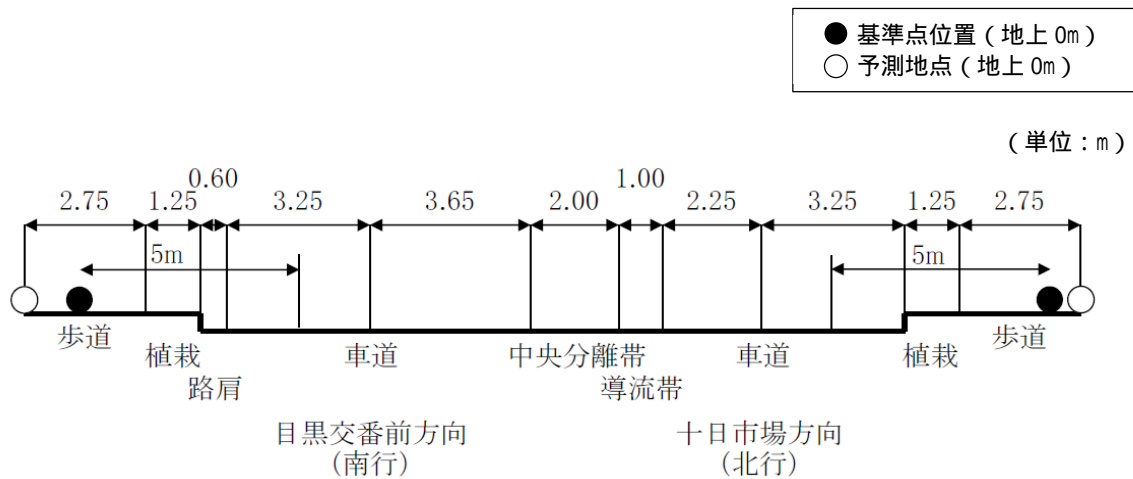 ● 基準点位置（地上 0m）
○ 予測地点（地上 0m）
（単位：m）
0.60
1.00
2.75
1.25
3.25
3.65
2.00
2.25
3.25
1.25
2.75
5m
5m
歩道
植栽
路肩
車道
中央分離帯
導流帯
車道
植栽
歩道
目黒交番前方向
(南行)
十日市場方向
(北行)